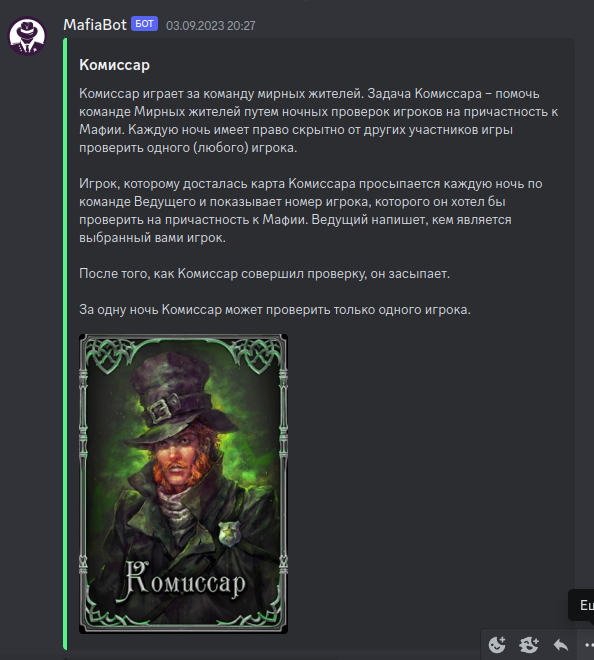 MafiaBot БОТ 03.09.2023 20:27
Комиссар
Комиссар играет за команду мирных жителей. Задача Комиссара – помочь
команде Мирных жителей путем ночных проверок игроков на причастность к
Мафии. Каждую ночь имеет право скрытно от других участников игры
проверить одного (любого) игрока.
Игрок, которому досталась карта Комиссара просыпается каждую ночь по
команде Ведущего и показывает номер игрока, которого он хотел бы
проверить на причастность к Мафии. Ведущий напишет, кем является
выбранный вами игрок.
После того, как Комиссар совершил проверку, он засыпает.
За одну ночь Комиссар может проверить только одного игрока.
Комиссар